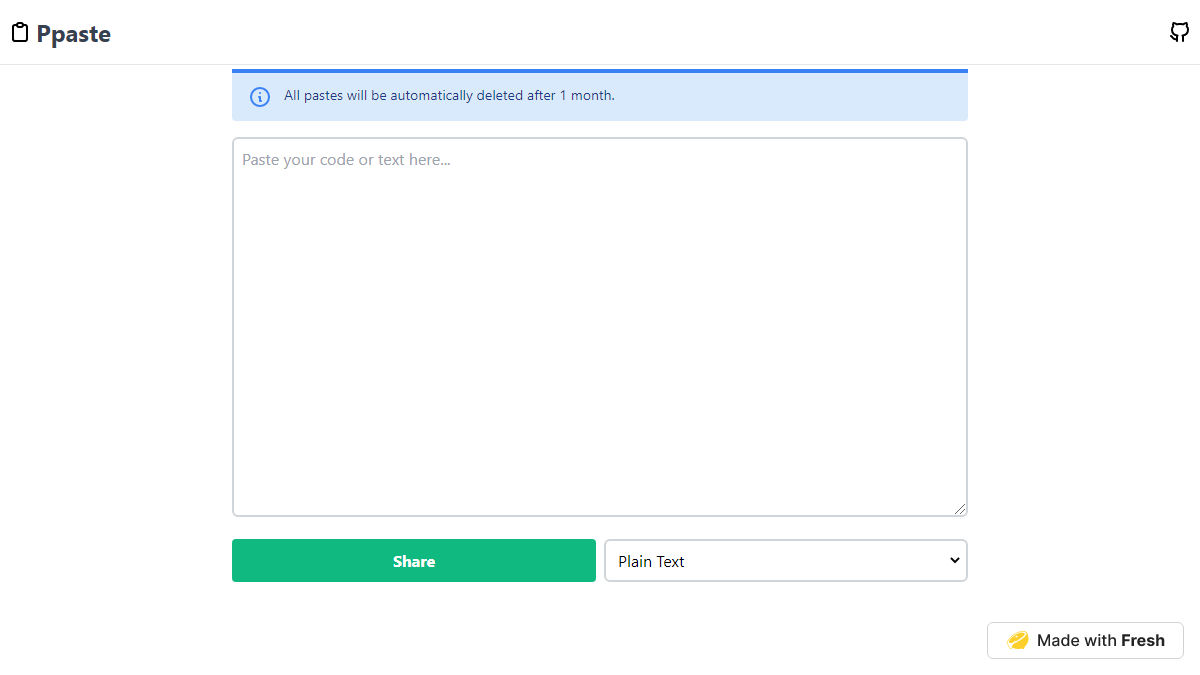 Ppaste
All pastes will be automatically deleted after 1 month.
Paste your code or text here...
Share
Plain Text
Made with Fresh